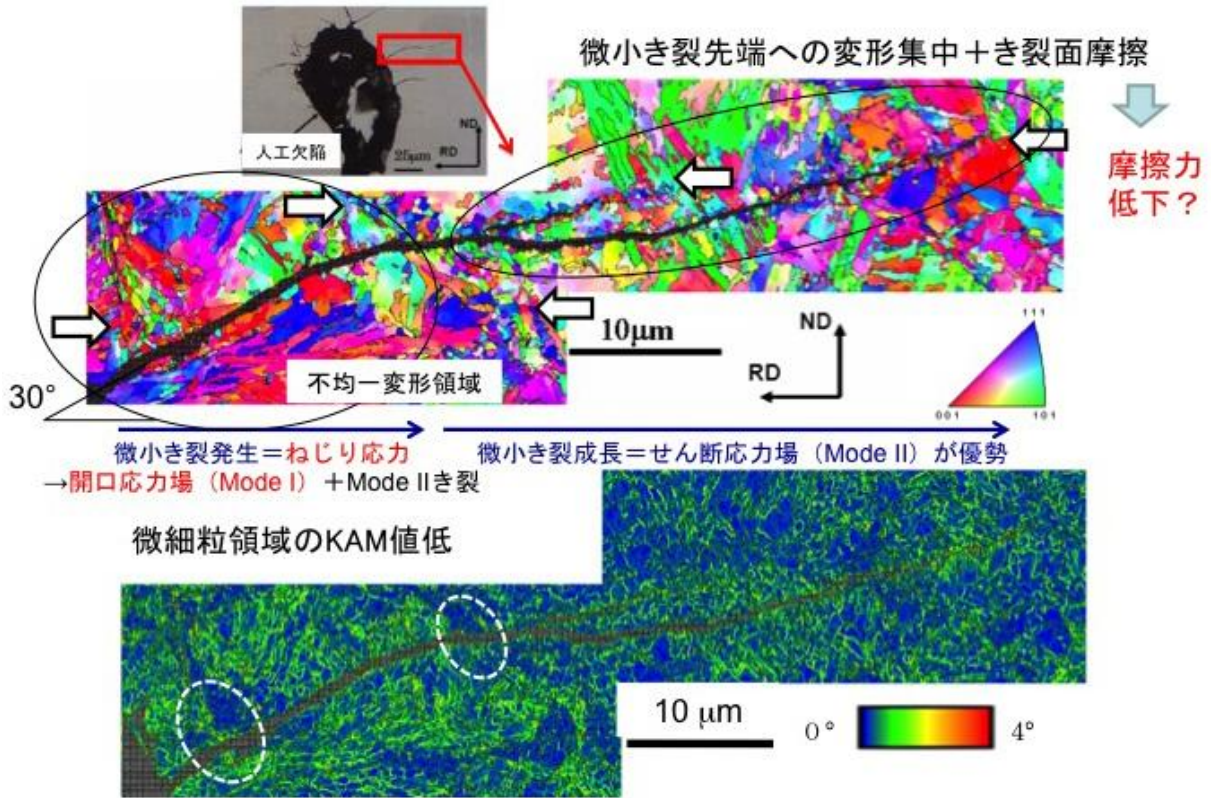 微小き裂先端への変形集中+き裂面摩擦
人工欠陥
25μm
ND
RD
摩擦力
低下?
不均一変形領域
10μm
ND
RD
111
001
101
30°
微小き裂発生=ねじり応力
→開口応力場(Mode I)+Mode IIき裂
微小き裂成長=せん断応力場(Mode II)が優勢
微細粒領域のKAM値低
10 μm
0°
4°